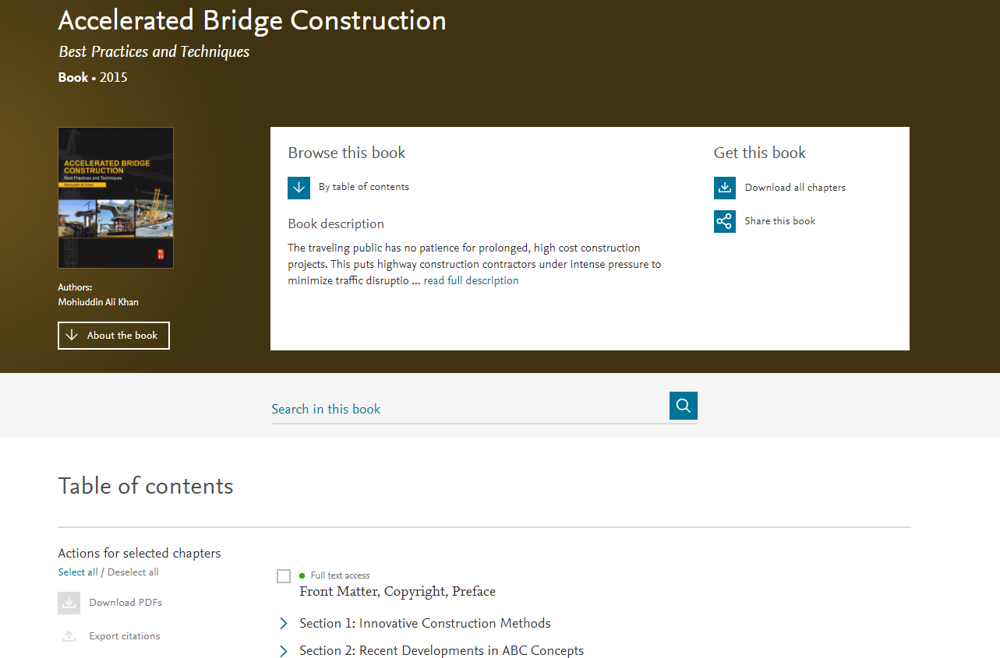 Accelerated Bridge Construction
Best Practices and Techniques
Book • 2015
ACCELERATED BRIDGE
CONSTRUCTION
Best Practices and Techniques
Mohiuddin Ali Khan
B
H
Authors:
Mohiuddin Ali Khan
About the book
Browse this book
By table of contents
Book description
The traveling public has no patience for prolonged, high cost construction
projects. This puts highway construction contractors under intense pressure to
minimize traffic disruptio ... read full description
Get this book
Download all chapters
Share this book
Search in this book
Table of contents
Actions for selected chapters
Select all / Deselect all
Download PDFs
Export citations
Full text access
Front Matter, Copyright, Preface
Section 1: Innovative Construction Methods
Section 2: Recent Developments in ABC Concepts